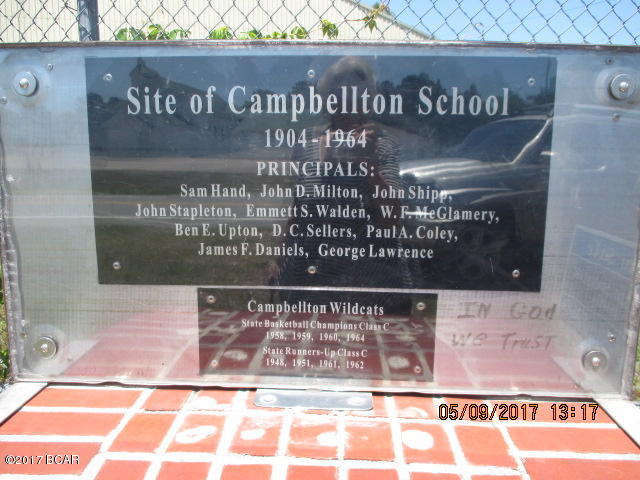 Site of Campbellton School
1904 - 1964
PRINCIPALS:
Sam Hand, John D. Milton, John Shipp,
John Stapleton, Emmett S. Walden, W. F. McGlamery,
Ben E. Upton, D. C. Sellers, Paul A. Coley,
James F. Daniels, George Lawrence
Campbellton Wildcats
State Basketball Champions Class C
1958, 1959, 1960, 1964
State Runners-Up Class C
1948, 1951, 1961, 1962
In God
We Trust
05/09/2017 13:17
©2017 BCAR